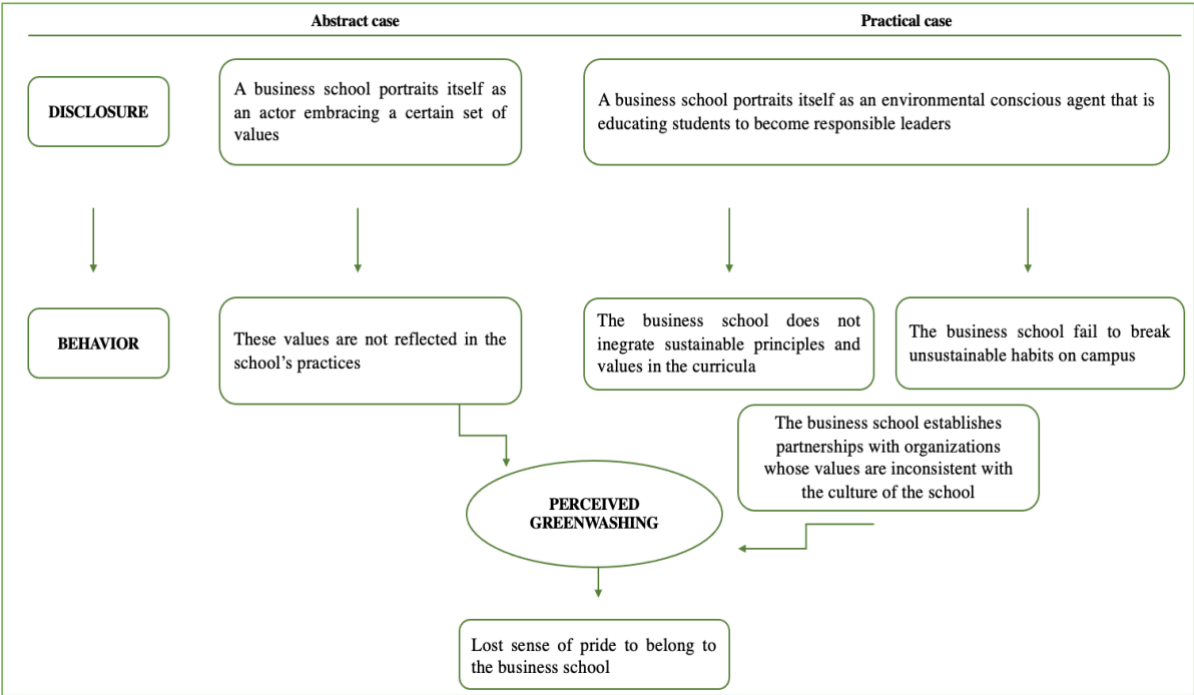 Abstract case
Practical case
DISCLOSURE
A business school portraits itself as
an actor embracing a certain set of
values
A business school portraits itself as an environmental conscious agent that is
educating students to become responsible leaders
BEHAVIOR
These values are not reflected in the
school's practices
The business school does not
inegrate sustainable principles and
values in the curricula
The business school fail to break
unsustainable habits on campus
The business school establishes
partnerships with organizations
whose values are inconsistent with
the culture of the school
PERCEIVED
GREENWASHING
Lost sense of pride to belong to
the business school